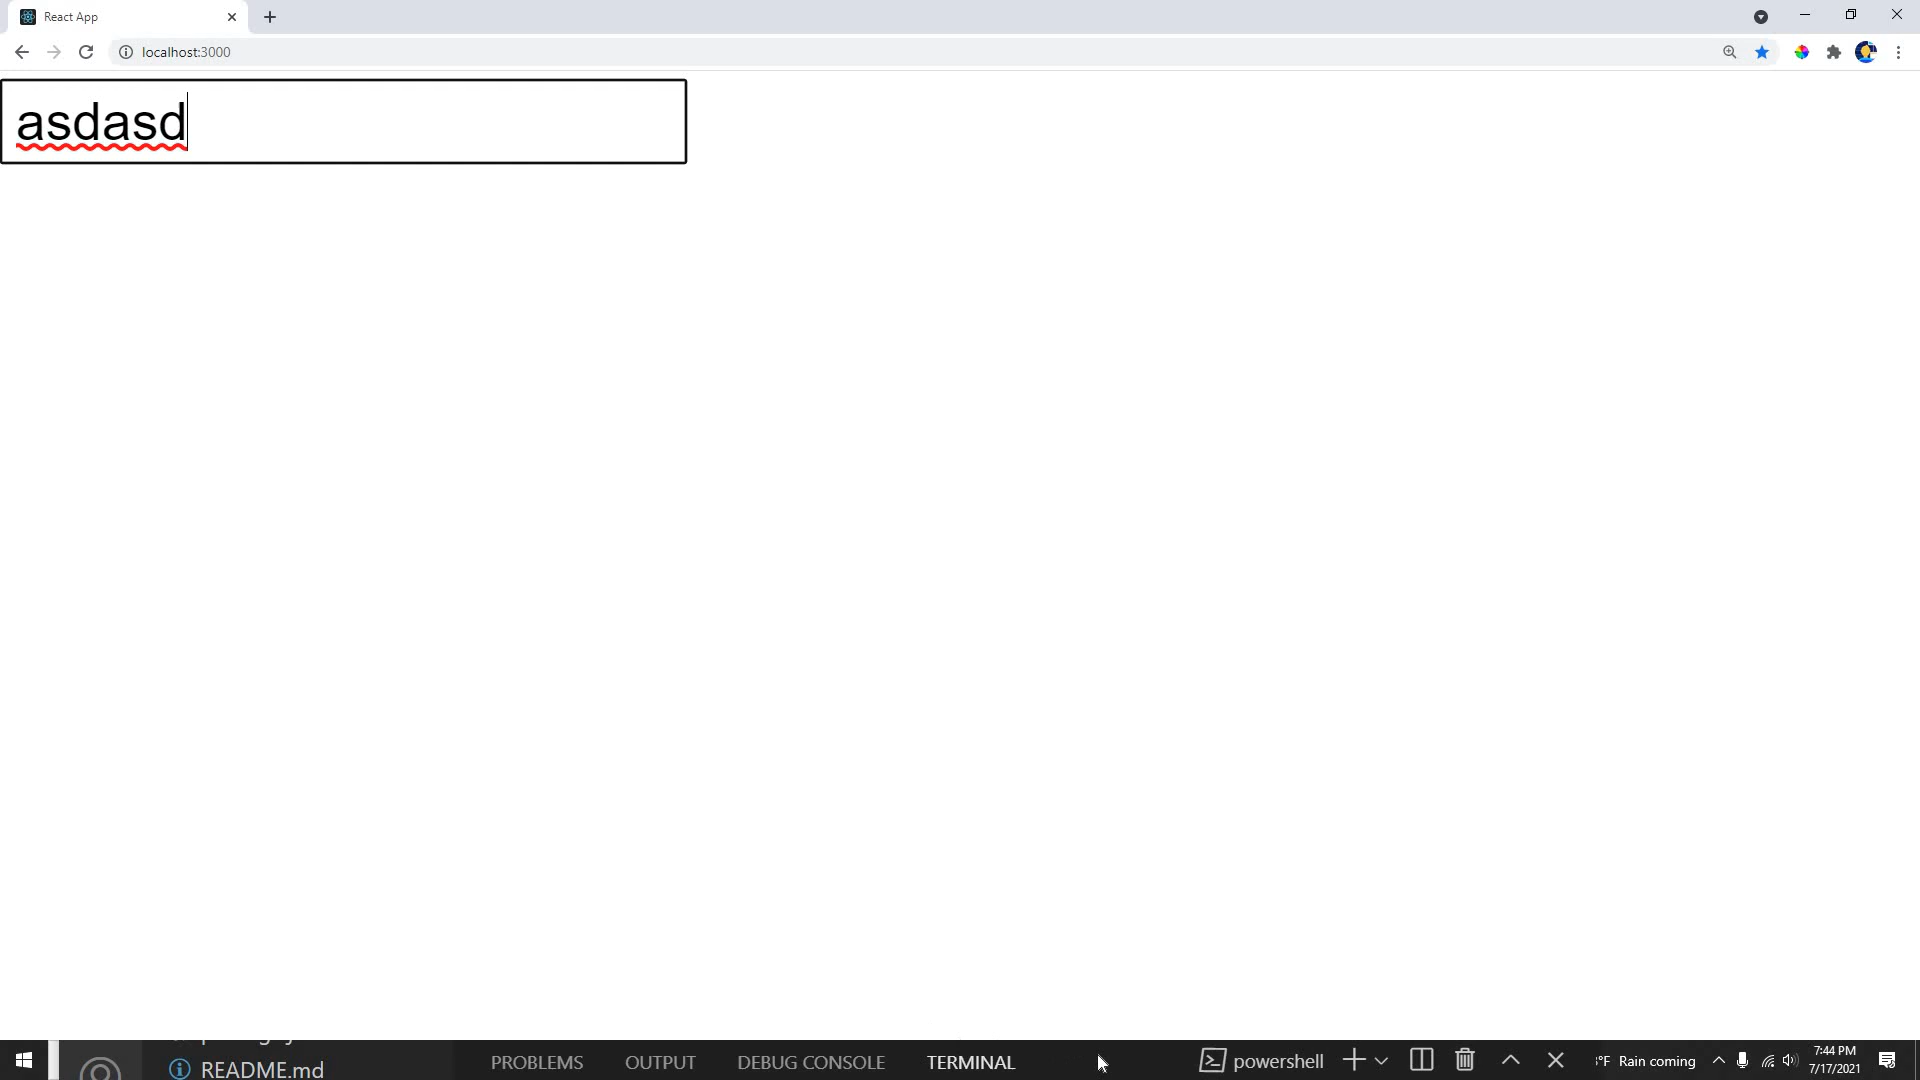 React App
localhost:3000
asdasd
README.md
PROBLEMS OUTPUT DEBUG CONSOLE TERMINAL
powershell
°F Rain coming
7:44 PM
7/17/2021